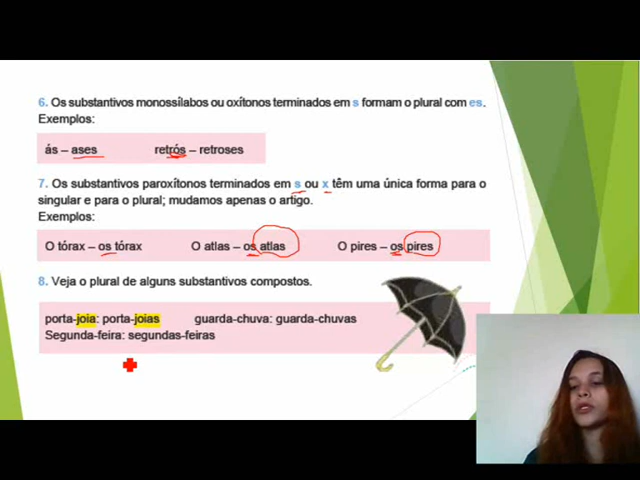 6. Os substantivos monossílabos ou oxítonos terminados em s formam o plural com es.
Exemplos:
ás – ases retrós – retroses
7. Os substantivos paroxítonos terminados em s ou x têm uma única forma para o
singular e para o plural; mudamos apenas o artigo.
Exemplos:
O tórax – os tórax O atlas – os atlas O pires – os pires
8. Veja o plural de alguns substantivos compostos.
porta-joia: porta-joias guarda-chuva: guarda-chuvas
Segunda-feira: segundas-feiras